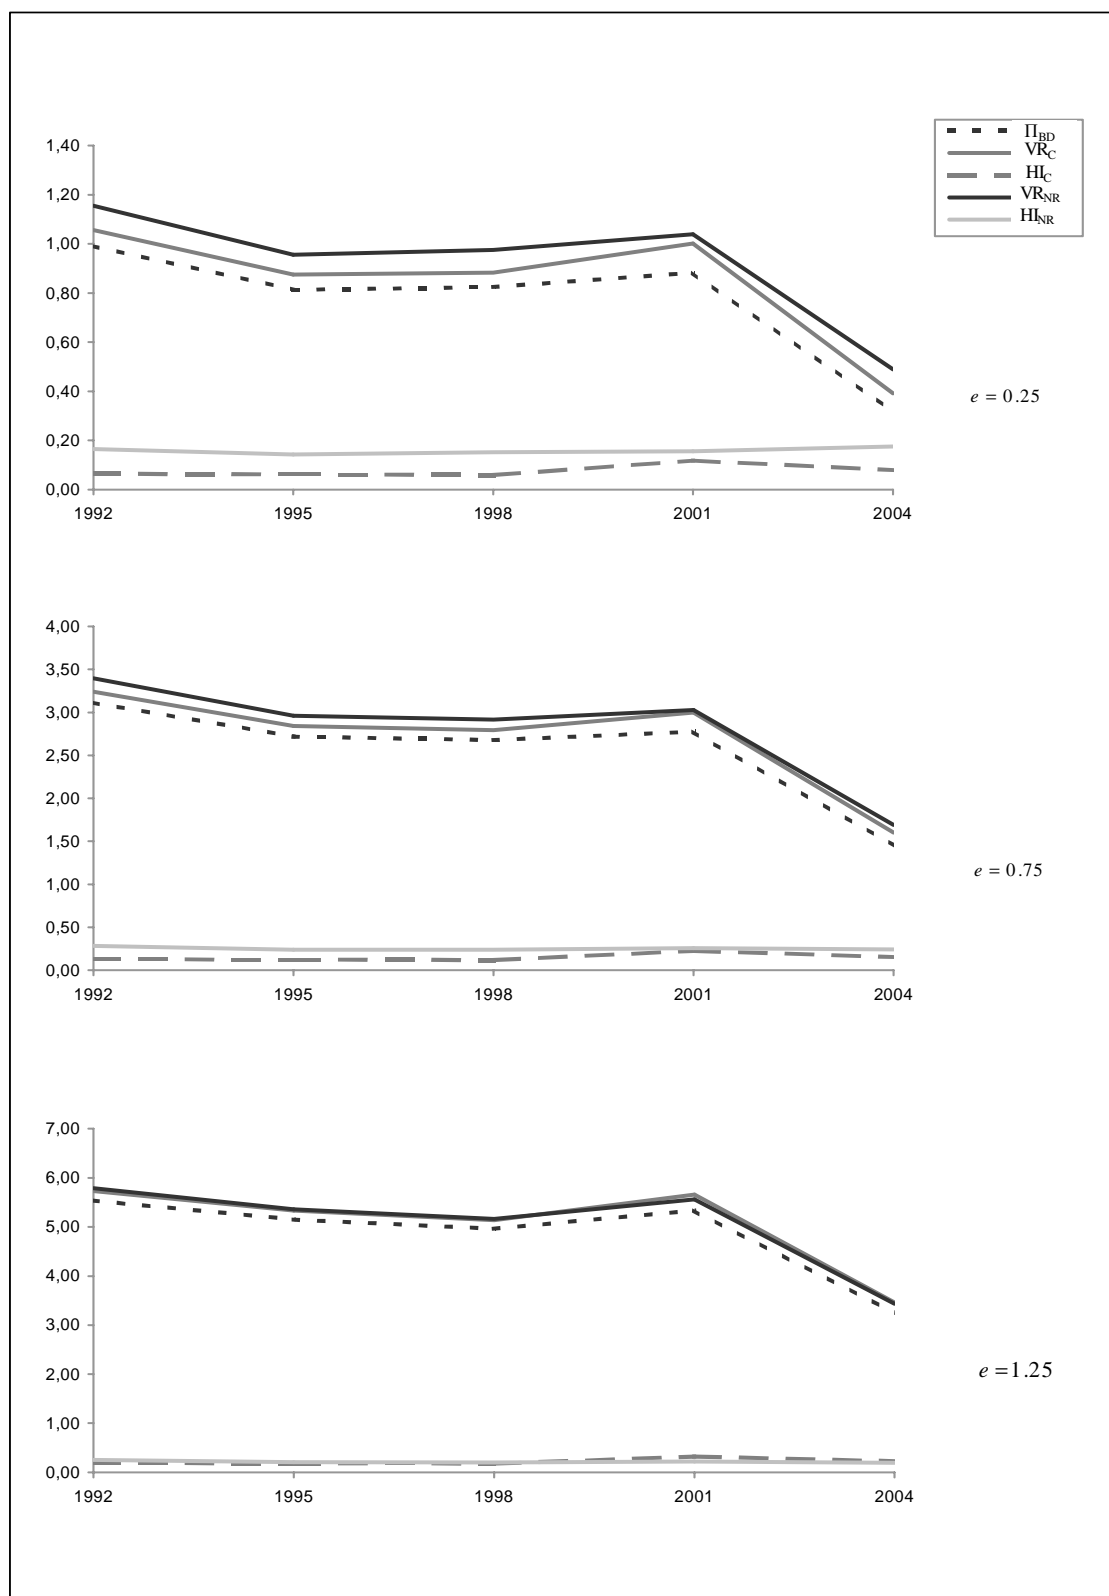 Π_BD
VR_C
HI_C
VR_NR
HI_NR
1,40
1,20
1,00
0,80
0,60
0,40
0,20
0,00
1992 1995 1998 2001 2004
e = 0.25
4,00
3,50
3,00
2,50
2,00
1,50
1,00
0,50
0,00
1992 1995 1998 2001 2004
e = 0.75
7,00
6,00
5,00
4,00
3,00
2,00
1,00
0,00
1992 1995 1998 2001 2004
e =1.25